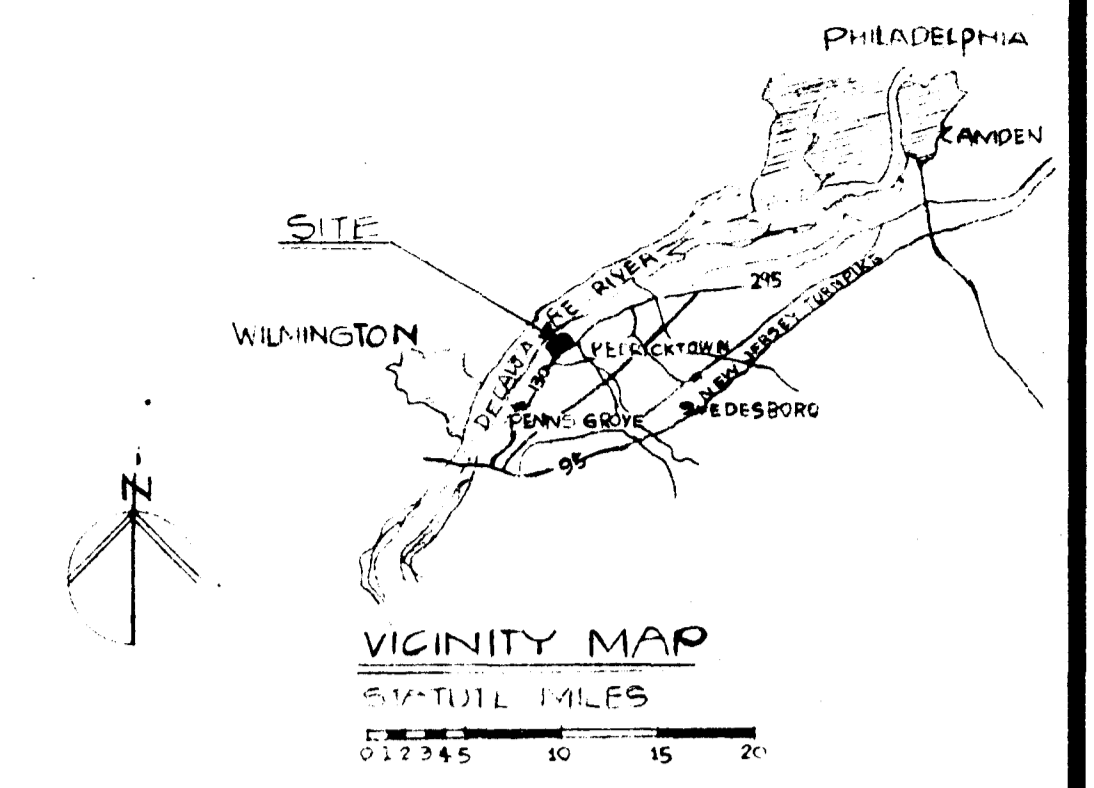 PHILADELPHIA
CAMDEN
SITE
DELAWARE RIVER
295
WILMINGTON
PEDRICKTOWN
NEW JERSEY TURNPIKE
130
SWEDESBORO
PENNS GROVE
95
N
VICINITY MAP
STATUTE MILES
0 1 2 3 4 5 10 15 20